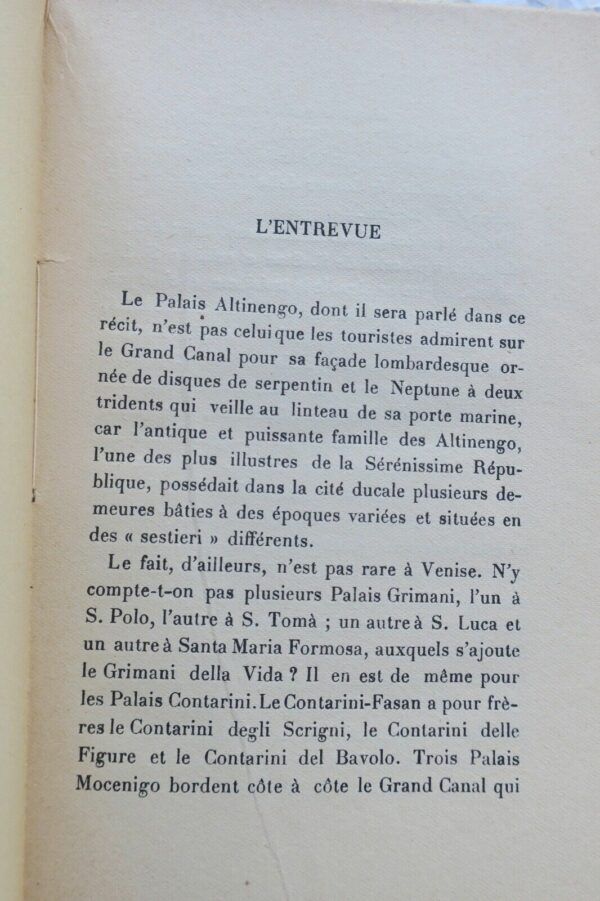 L'ENTREVUE
Le Palais Altinengo, dont il sera parlé dans ce
récit, n'est pas celui que les touristes admirent sur
le Grand Canal pour sa façade lombardesque or-
née de disques de serpentin et le Neptune à deux
tridents qui veille au linteau de sa porte marine,
car l'antique et puissante famille des Altinengo,
l'une des plus illustres de la Sérénissime Répu-
blique, possédait dans la cité ducale plusieurs de-
meures bâties à des époques variées et situées en
des « sestieri » différents.
Le fait, d'ailleurs, n'est pas rare à Venise. N'y
compte-t-on pas plusieurs Palais Grimani, l'un à
S. Polo, l'autre à S. Tomà ; un autre à S. Luca et
un autre à Santa Maria Formosa, auxquels s'ajoute
le Grimani della Vida ? Il en est de même pour
les Palais Contarini. Le Contarini-Fasan a pour frè-
res le Contarini degli Scrigni, le Contarini delle
Figure et le Contarini del Bavolo. Trois Palais
Mocenigo bordent côte à côte le Grand Canal qui